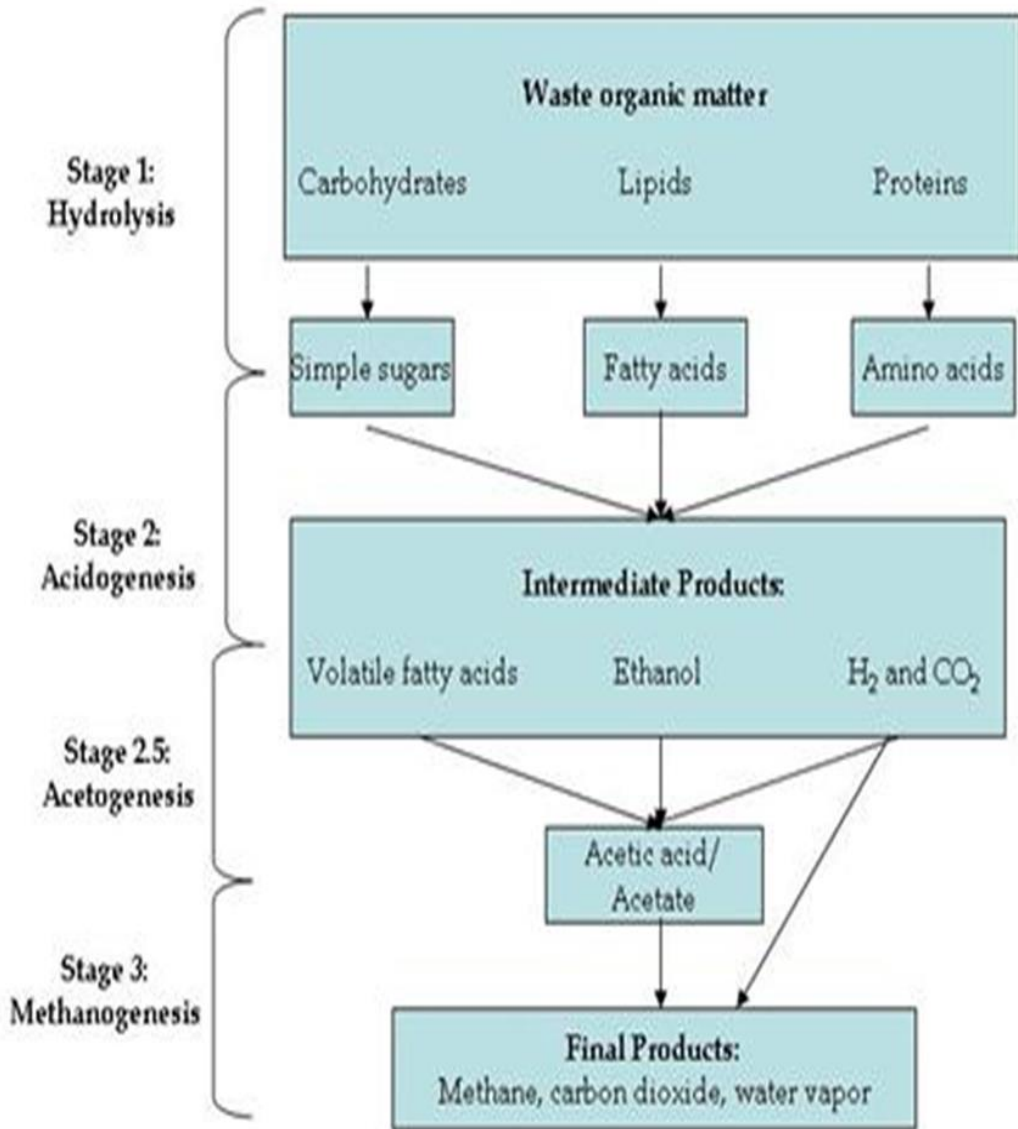 Waste organic matter
Stage 1:
Hydrolysis
Carbohydrates
Lipids
Proteins
Simple sugars
Fatty acids
Amino acids
Stage 2:
Acidogenesis
Intermediate Products:
Volatile fatty acids
Ethanol
H₂ and CO₂
Stage 2.5:
Acetogenesis
Acetic acid/
Acetate
Stage 3:
Methanogenesis
Final Products:
Methane, carbon dioxide, water vapor